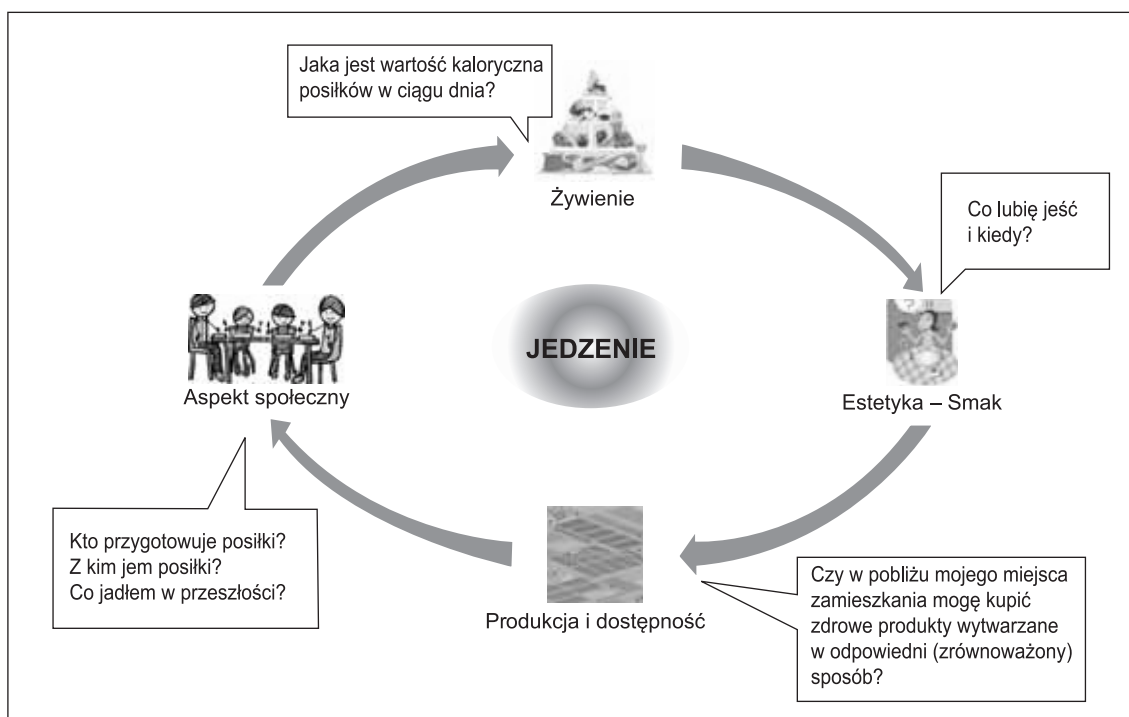 Jaka jest wartość kaloryczna
posiłków w ciągu dnia?
Żywienie
Co lubię jeść
i kiedy?
Estetyka – Smak
JEDZENIE
Aspekt społeczny
Kto przygotowuje posiłki?
Z kim jem posiłki?
Co jadłem w przeszłości?
Produkcja i dostępność
Czy w pobliżu mojego miejsca
zamieszkania mogę kupić
zdrowe produkty wytwarzane
w odpowiedni (zrównoważony)
sposób?